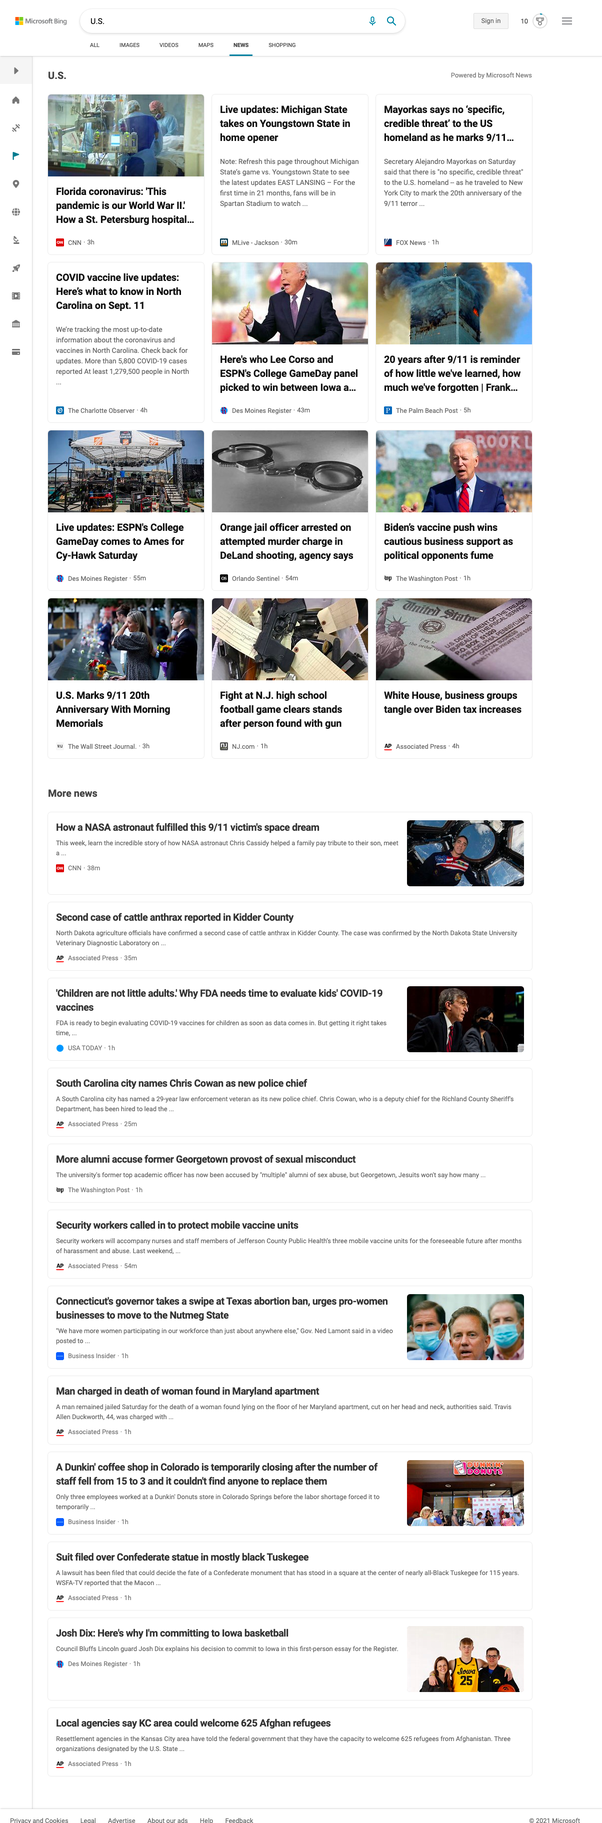 Microsoft Bing
U.S.
Sign in
10
ALL
IMAGES
VIDEOS
MAPS
NEWS
SHOPPING
U.S.
Powered by Microsoft News
Florida coronavirus: 'This
pandemic is our World War II.'
How a St. Petersburg hospital...
CNN · 3h
Live updates: Michigan State
takes on Youngstown State in
home opener
Note: Refresh this page throughout Michigan
State's game vs. Youngstown State to see
the latest updates EAST LANSING – For the
first time in 21 months, fans will be in
Spartan Stadium to watch ...
MLive - Jackson · 30m
Mayorkas says no 'specific,
credible threat' to the US
homeland as he marks 9/11...
Secretary Alejandro Mayorkas on Saturday
said that there is "no specific, credible threat"
to the U.S. homeland – as he traveled to New
York City to mark the 20th anniversary of the
9/11 terror ...
FOX News · 1h
COVID vaccine live updates:
Here's what to know in North
Carolina on Sept. 11
We're tracking the most up-to-date
information about the coronavirus and
vaccines in North Carolina. Check back for
updates. More than 5,800 COVID-19 cases
reported At least 1,279,500 people in North
...
The Charlotte Observer · 4h
Here's who Lee Corso and
ESPN's College GameDay panel
picked to win between Iowa a...
Des Moines Register · 43m
20 years after 9/11 is reminder
of how little we've learned, how
much we've forgotten | Frank...
The Palm Beach Post · 5h
Live updates: ESPN's College
GameDay comes to Ames for
Cy-Hawk Saturday
Des Moines Register · 55m
Orange jail officer arrested on
attempted murder charge in
DeLand shooting, agency says
Orlando Sentinel · 54m
BROOKL
Biden's vaccine push wins
cautious business support as
political opponents fume
The Washington Post · 1h
U.S. Marks 9/11 20th
Anniversary With Morning
Memorials
The Wall Street Journal. · 3h
Fight at N.J. high school
football game clears stands
after person found with gun
NJ.com · 1h
United States
White House, business groups
tangle over Biden tax increases
Associated Press · 4h
More news
How a NASA astronaut fulfilled this 9/11 victim's space dream
This week, learn the incredible story of how NASA astronaut Chris Cassidy helped a family pay tribute to their son, meet
a ...
CNN · 38m
Second case of cattle anthrax reported in Kidder County
North Dakota agriculture officials have confirmed a second case of cattle anthrax in Kidder County. The case was confirmed by the North Dakota State University
Veterinary Diagnostic Laboratory on ...
Associated Press · 35m
'Children are not little adults.' Why FDA needs time to evaluate kids' COVID-19
vaccines
FDA is ready to begin evaluating COVID-19 vaccines for children as soon as data comes in. But getting it right takes
time, ...
USA TODAY · 1h
South Carolina city names Chris Cowan as new police chief
A South Carolina city has named a 29-year law enforcement veteran as its new police chief. Chris Cowan, who is a deputy chief for the Richland County Sheriff's
Department, has been hired to lead the ...
Associated Press · 25m
More alumni accuse former Georgetown provost of sexual misconduct
The university's former top academic officer has now been accused by "multiple" alumni of sex abuse, but Georgetown, Jesuits won't say how many ...
The Washington Post · 1h
Security workers called in to protect mobile vaccine units
Security workers will accompany nurses and staff members of Jefferson County Public Health's three mobile vaccine units for the foreseeable future after months
of harassment and abuse. Last weekend, ...
Associated Press · 54m
Connecticut's governor takes a swipe at Texas abortion ban, urges pro-women
businesses to move to the Nutmeg State
"We have more women participating in our workforce than just about anywhere else," Gov. Ned Lamont said in a video
posted to ...
Business Insider · 1h
Man charged in death of woman found in Maryland apartment
A man remained jailed Saturday for the death of a woman found lying on the floor of her Maryland apartment, cut on her head and neck, authorities said. Travis
Allen Duckworth, 44, was charged with ...
Associated Press · 1h
A Dunkin' coffee shop in Colorado is temporarily closing after the number of
staff fell from 15 to 3 and it couldn't find anyone to replace them
Only three employees worked at a Dunkin' Donuts store in Colorado Springs before the labor shortage forced it to
temporarily ...
Business Insider · 1h
Suit filed over Confederate statue in mostly black Tuskegee
A lawsuit has been filed that could decide the fate of a Confederate monument that has stood in a square at the center of nearly all-Black Tuskegee for 115 years.
WSFA-TV reported that the Macon ...
Associated Press · 1h
Josh Dix: Here's why I'm committing to Iowa basketball
Council Bluffs Lincoln guard Josh Dix explains his decision to commit to Iowa in this first-person essay for the Register.
Des Moines Register · 1h
Iowa
25
Local agencies say KC area could welcome 625 Afghan refugees
Resettlement agencies in the Kansas City area have told the federal government that they have the capacity to welcome 625 refugees from Afghanistan. Three
organizations designated by the U.S. State ...
Associated Press · 1h
Privacy and Cookies
Legal
Advertise
About our ads
Help
Feedback
© 2021 Microsoft